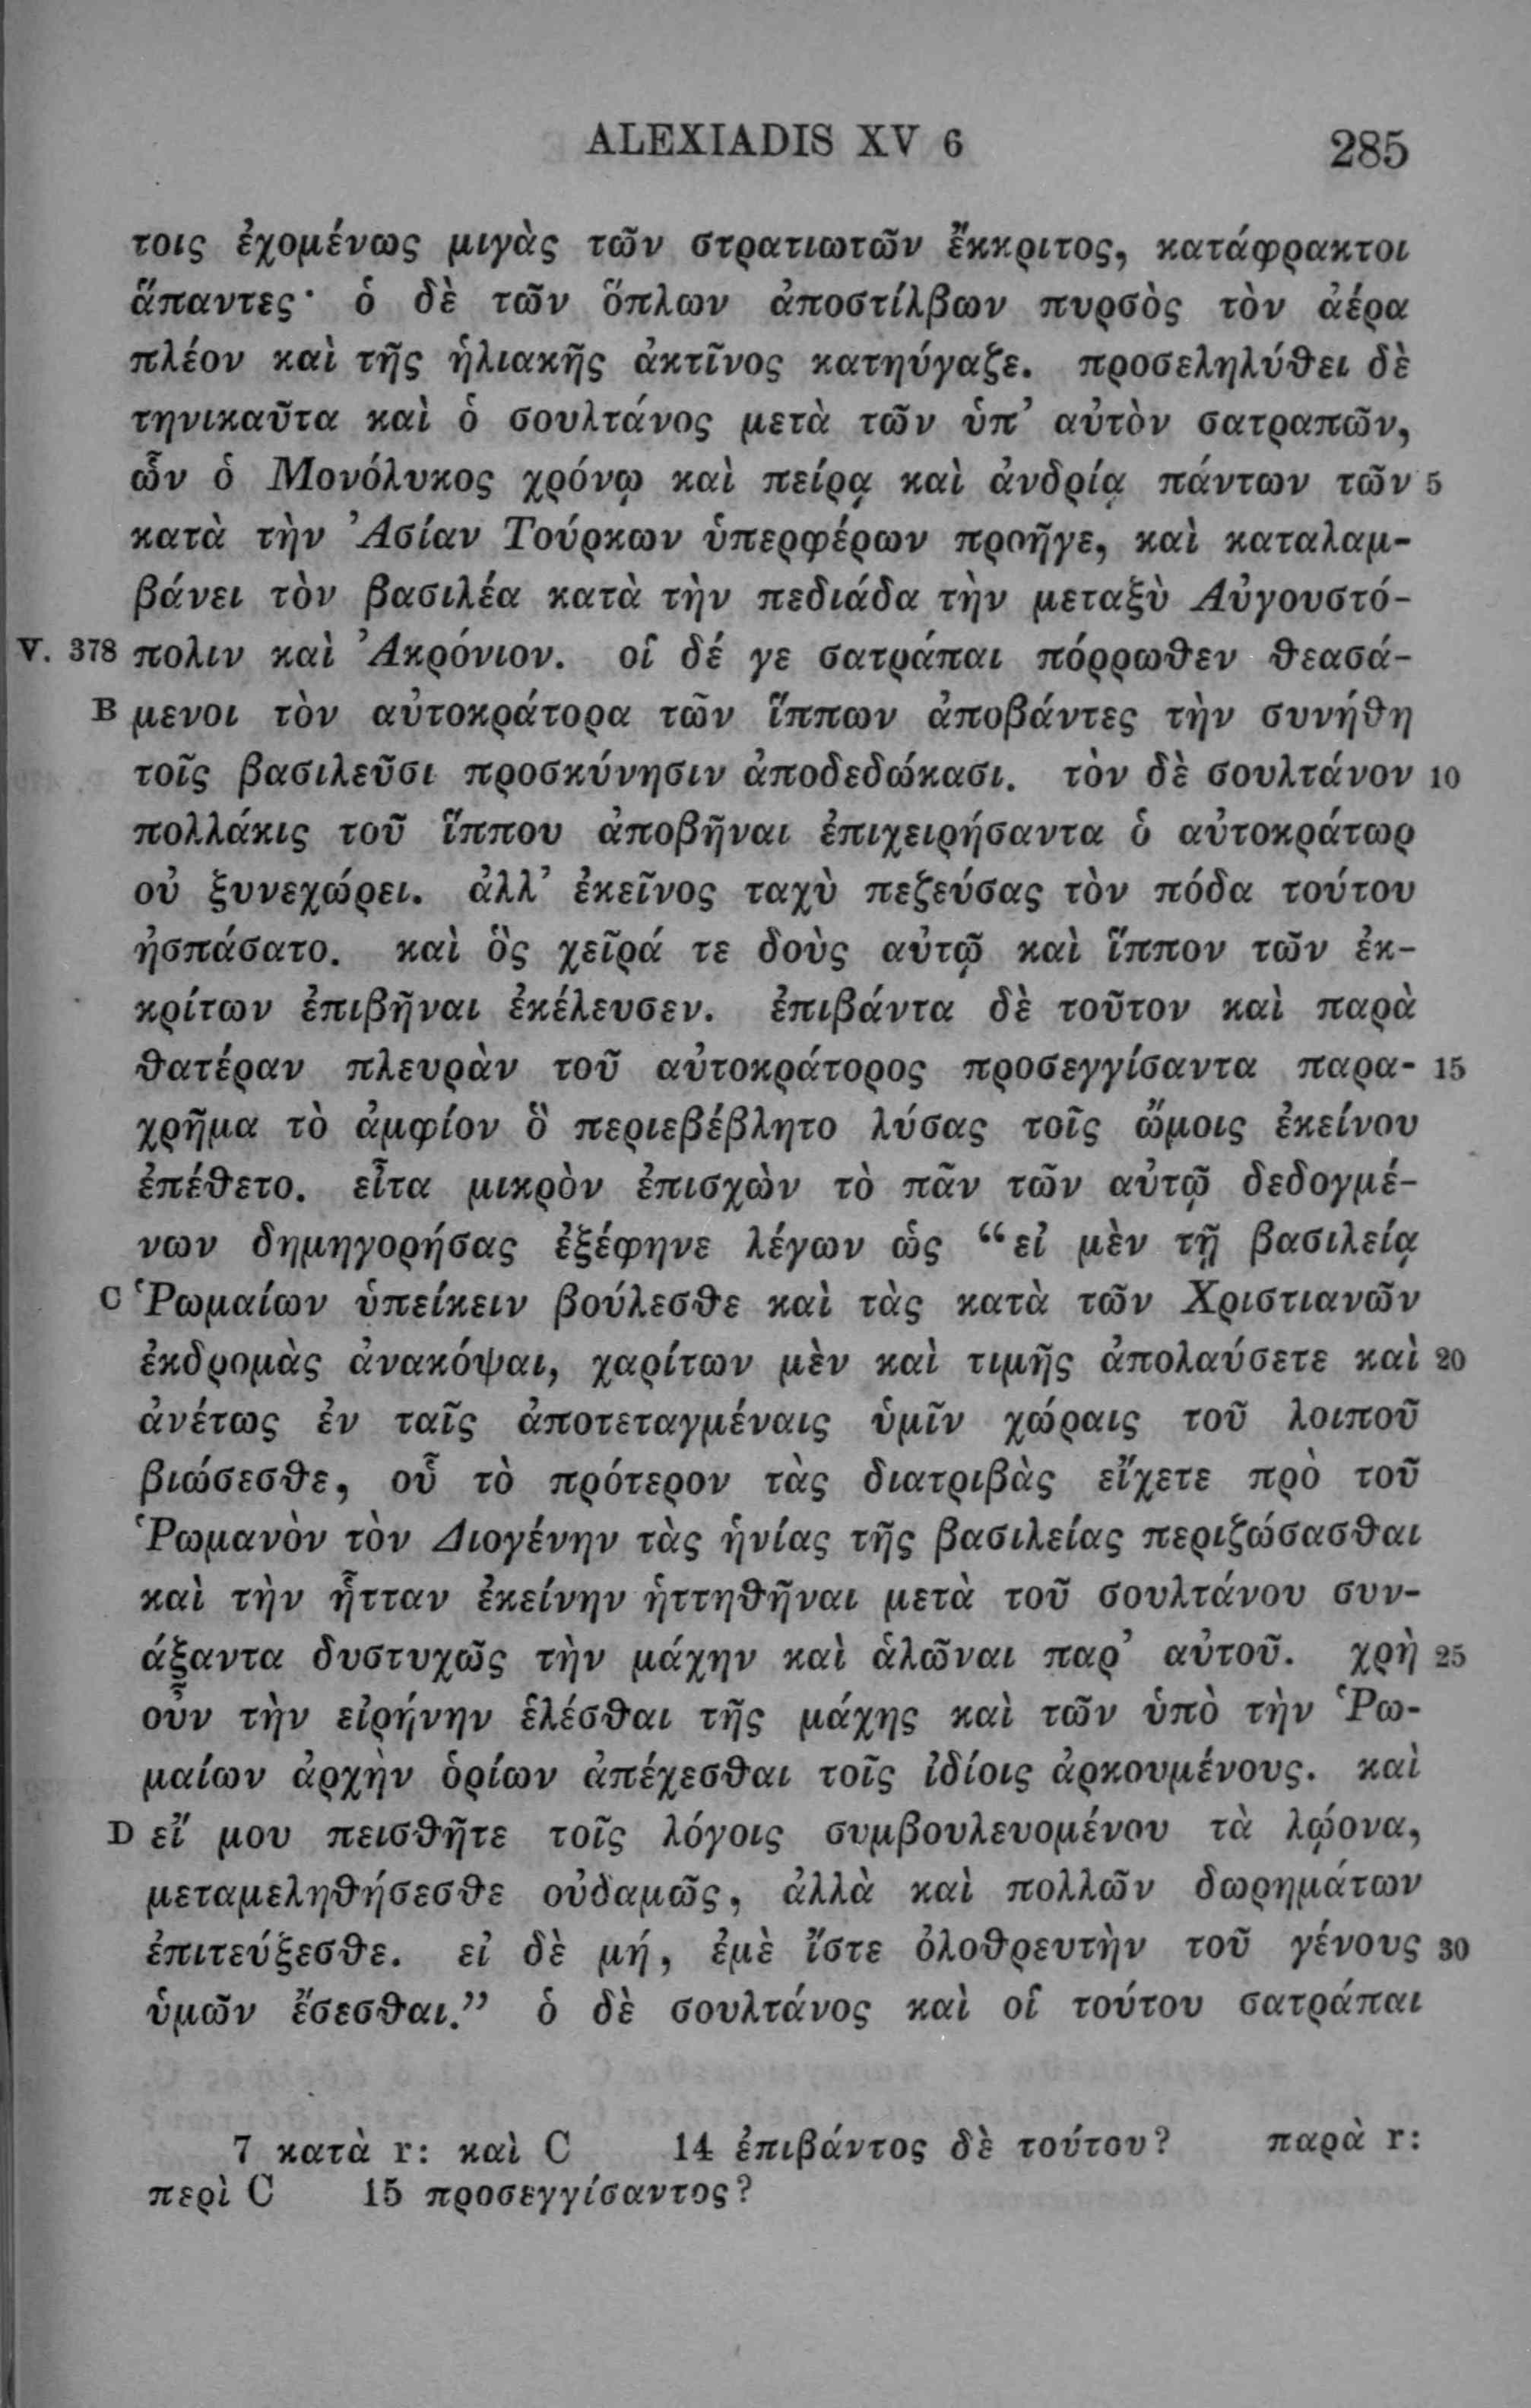 ALEXIADIS XV 6 285
τοις ἐχομένως μιγὰς τῶν στρατιωτῶν ἔκκριτος, κατάφρακτοι
ἅπαντες· ὁ δὲ τῶν ὅπλων ἀποστίλβων πυρσὸς τὸν ἀέρα
πλέον καὶ τῆς ἡλιακῆς ἀκτῖνος κατηύγαζε. προσεληλύθει δὲ
τηνικαῦτα καὶ ὁ σουλτάνος μετὰ τῶν ὑπ’ αὐτὸν σατραπῶν,
ὧν ὁ Μονόλυκος χρόνῳ καὶ πείρᾳ καὶ ἀνδρίᾳ πάντων τῶν 5
κατὰ τὴν Ἀσίαν Τούρκων ὑπερφέρων προῆγε, καὶ καταλαμ-
βάνει τὸν βασιλέα κατὰ τὴν πεδιάδα τὴν μεταξὺ Αὐγουστό-
V. 378 πολιν καὶ Ἀκρόνιον. οἱ δέ γε σατράπαι πόρρωθεν θεασά-
B μενοι τὸν αὐτοκράτορα τῶν ἵππων ἀποβάντες τὴν συνήθη
τοῖς βασιλεῦσι προσκύνησιν ἀποδεδώκασι. τὸν δὲ σουλτάνον 10
πολλάκις τοῦ ἵππου ἀποβῆναι ἐπιχειρήσαντα ὁ αὐτοκράτωρ
οὐ ξυνεχώρει. ἀλλ’ ἐκεῖνος ταχὺ πεζεύσας τὸν πόδα τούτου
ἠσπάσατο. καὶ ὃς χεῖρά τε δοὺς αὐτῷ καὶ ἵππον τῶν ἐκ-
κρίτων ἐπιβῆναι ἐκέλευσεν. ἐπιβάντα δὲ τοῦτον καὶ παρὰ
θατέραν πλευρὰν τοῦ αὐτοκράτορος προσεγγίσαντα παρα- 15
χρῆμα τὸ ἀμφίον ὃ περιεβέβλητο λύσας τοῖς ὤμοις ἐκείνου
ἐπέθετο. εἶτα μικρὸν ἐπισχὼν τὸ πᾶν τῶν αὐτῷ δεδογμέ-
νων δημηγορήσας ἐξέφηνε λέγων ὡς “εἰ μὲν τῇ βασιλείᾳ
C Ῥωμαίων ὑπείκειν βούλεσθε καὶ τὰς κατὰ τῶν Χριστιανῶν
ἐκδρομὰς ἀνακόψαι, χαρίτων μὲν καὶ τιμῆς ἀπολαύσετε καὶ 20
ἀνέτως ἐν ταῖς ἀποτεταγμέναις ὑμῖν χώραις τοῦ λοιποῦ
βιώσεσθε, οὗ τὸ πρότερον τὰς διατριβὰς εἴχετε πρὸ τοῦ
Ῥωμανὸν τὸν Διογένην τὰς ἡνίας τῆς βασιλείας περιζώσασθαι
καὶ τὴν ἧτταν ἐκείνην ἡττηθῆναι μετὰ τοῦ σουλτάνου συν-
άξαντα δυστυχῶς τὴν μάχην καὶ ἁλῶναι παρ’ αὐτοῦ. χρὴ 25
οὖν τὴν εἰρήνην ἑλέσθαι τῆς μάχης καὶ τῶν ὑπὸ τὴν Ῥω-
μαίων ἀρχὴν ὁρίων ἀπέχεσθαι τοῖς ἰδίοις ἀρκουμένους. καὶ
D εἴ μου πεισθῆτε τοῖς λόγοις συμβουλευομένου τὰ λῴονα,
μεταμεληθήσεσθε οὐδαμῶς, ἀλλὰ καὶ πολλῶν δωρημάτων
ἐπιτεύξεσθε. εἰ δὲ μή, ἐμὲ ἴστε ὀλοθρευτὴν τοῦ γένους 30
ὑμῶν ἔσεσθαι.” ὁ δὲ σουλτάνος καὶ οἱ τούτου σατράπαι
7 κατὰ r: καὶ C 14 ἐπιβάντος δὲ τούτου? παρὰ r:
περὶ C 15 προσεγγίσαντος?